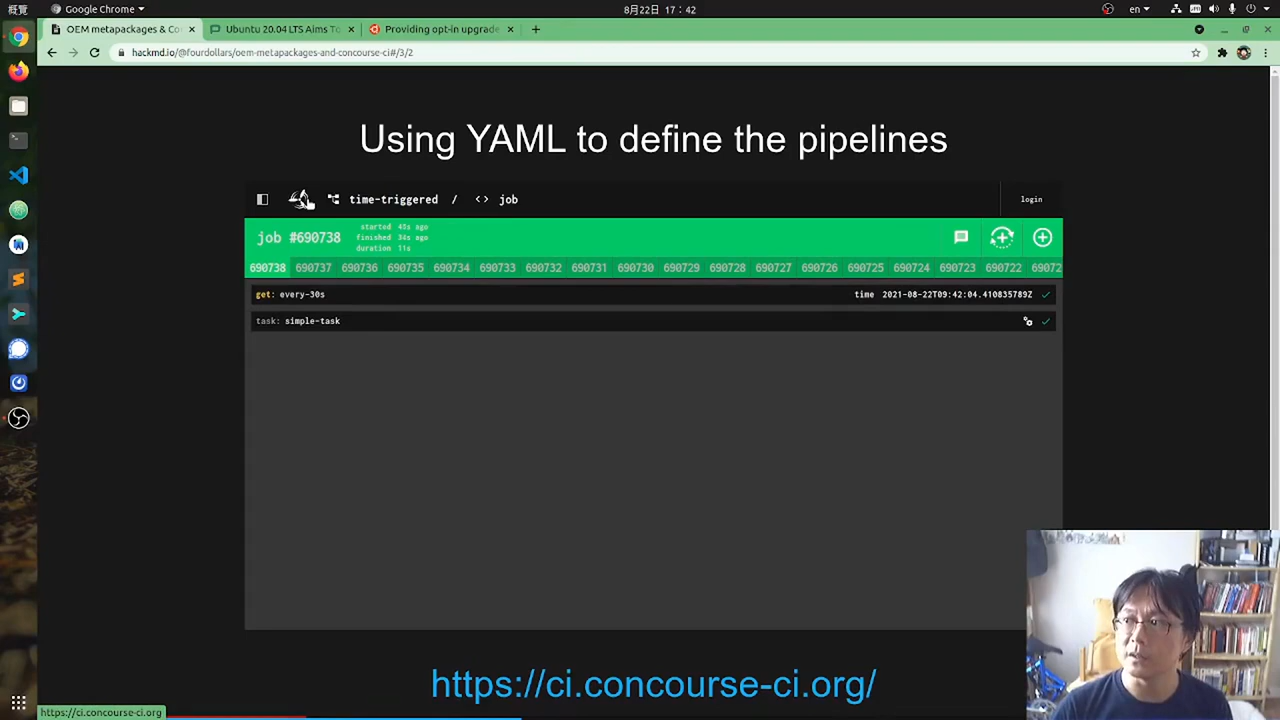 概覽
Google Chrome
8月22日 17：42
en
OEM metapackages & Co
Ubuntu 20.04 LTS Aims To
Providing opt-in upgrade
hackmd.io/@fourdollars/oem-metapackages-and-concourse-ci#/3/2
Using YAML to define the pipelines
time-triggered / <> job
login
job #690738
started 45s ago
finished 34s ago
duration 11s
690738 690737 690736 690735 690734 690733 690732 690731 690730 690729 690728 690727 690726 690725 690724 690723 690722 69072
get: every-30s
time 2021-08-22T09:42:04.410835789Z
task: simple-task
https://ci.concourse-ci.org/
https://ci.concourse-ci.org